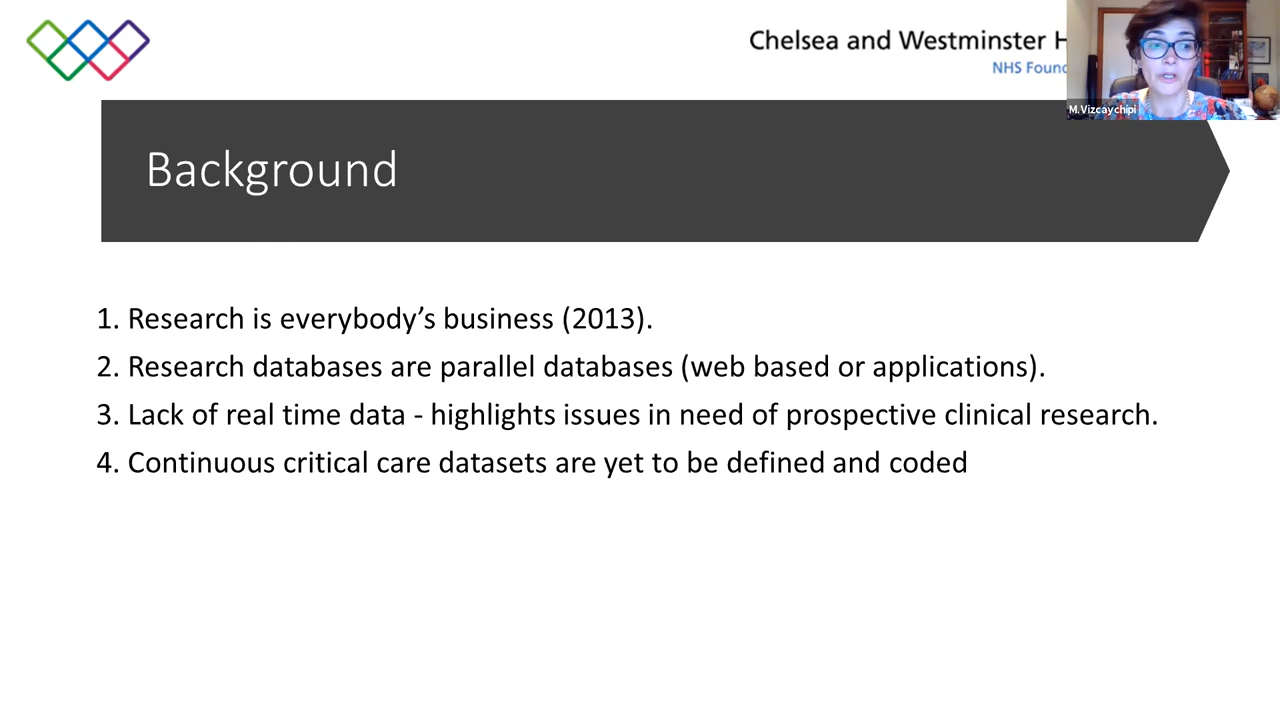 Chelsea and Westminster H
NHS Found
M.Vizcaychipi
Background
1. Research is everybody’s business (2013).
2. Research databases are parallel databases (web based or applications).
3. Lack of real time data - highlights issues in need of prospective clinical research.
4. Continuous critical care datasets are yet to be defined and coded